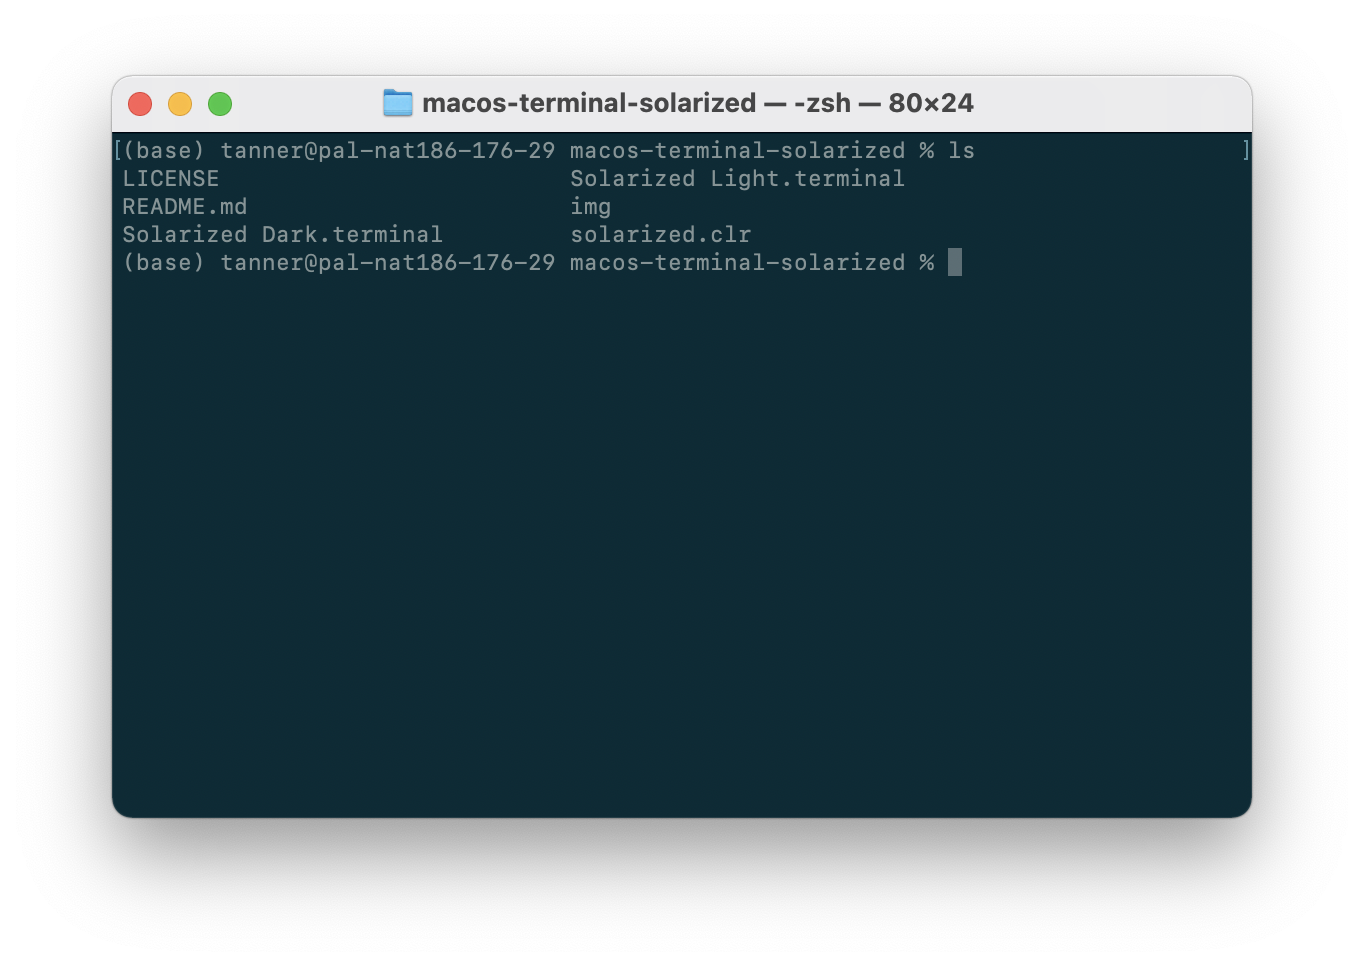 macos-terminal-solarized — -zsh — 80×24
[(base) tanner@pal-nat186-176-29 macos-terminal-solarized % ls ]
LICENSE Solarized Light.terminal
README.md img
Solarized Dark.terminal solarized.clr
(base) tanner@pal-nat186-176-29 macos-terminal-solarized %